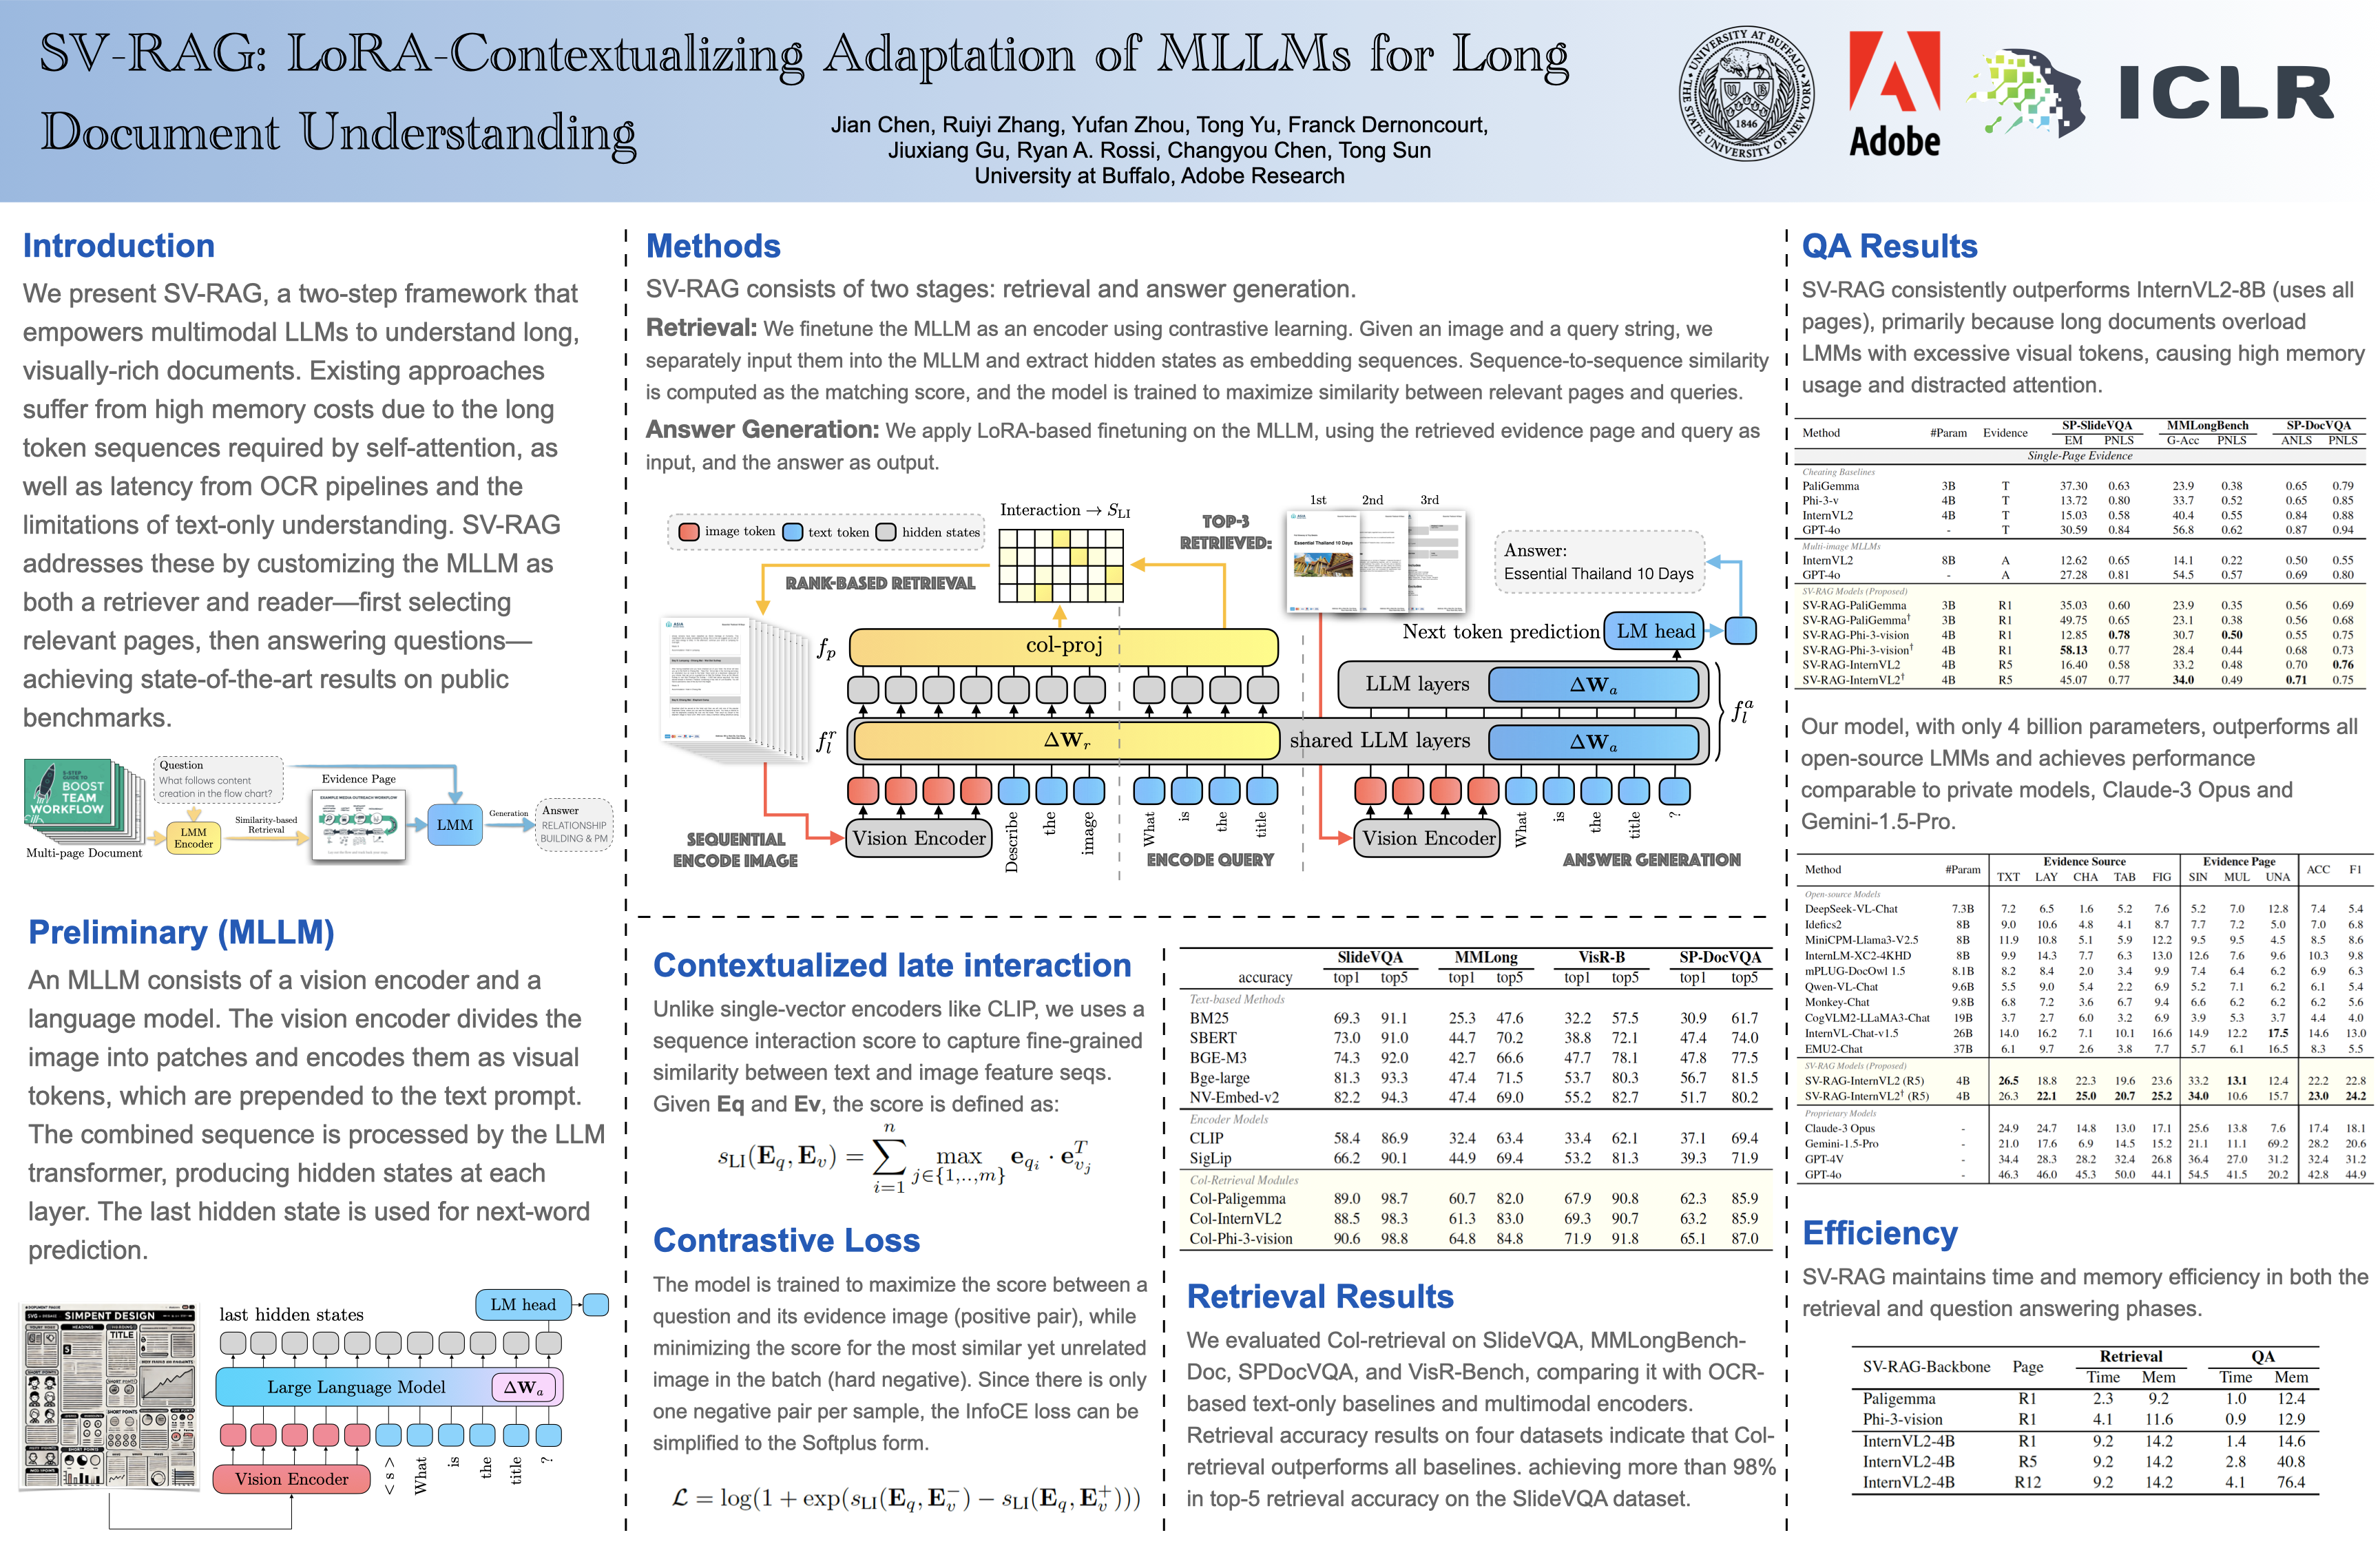 SV-RAG: LoRA-Contextualizing Adaptation of MLLMs for Long
Document Understanding
Jian Chen, Ruiyi Zhang, Yufan Zhou, Tong Yu, Franck Dernoncourt,
Jiuxiang Gu, Ryan A. Rossi, Changyou Chen, Tong Sun
University at Buffalo, Adobe Research
THE STATE UNIVERSITY OF NEW YORK
UNIVERSITY AT BUFFALO
1846
Adobe
ICLR
Introduction
We present SV-RAG, a two-step framework that
empowers multimodal LLMs to understand long,
visually-rich documents. Existing approaches
suffer from high memory costs due to the long
token sequences required by self-attention, as
well as latency from OCR pipelines and the
limitations of text-only understanding. SV-RAG
addresses these by customizing the MLLM as
both a retriever and reader—first selecting
relevant pages, then answering questions—
achieving state-of-the-art results on public
benchmarks.
BOOST
TEAM
WORKFLOW
Multi-page Document
Question
What follows content
creation in the flow chart?
LMM
Encoder
Similarity-based
Retrieval
Evidence Page
EXAMPLE MEDIA OUTREACH WORKFLOW
LMM
Generation
Answer
RELATIONSHIP
BUILDING & PM
Preliminary (MLLM)
An MLLM consists of a vision encoder and a
language model. The vision encoder divides the
image into patches and encodes them as visual
tokens, which are prepended to the text prompt.
The combined sequence is processed by the LLM
transformer, producing hidden states at each
layer. The last hidden state is used for next-word
prediction.
SIMPENT DESIGN
TITLE
last hidden states
LM head
Large Language Model ΔWₐ
Vision Encoder
< s > What is the title ?
Methods
SV-RAG consists of two stages: retrieval and answer generation.
Retrieval: We finetune the MLLM as an encoder using contrastive learning. Given an image and a query string, we
separately input them into the MLLM and extract hidden states as embedding sequences. Sequence-to-sequence similarity
is computed as the matching score, and the model is trained to maximize similarity between relevant pages and queries.
Answer Generation: We apply LoRA-based finetuning on the MLLM, using the retrieved evidence page and query as
input, and the answer as output.
image token text token hidden states
Interaction → S_LI
RANK-BASED RETRIEVAL
TOP-3
RETRIEVED:
1st 2nd 3rd
Essential Thailand 10 Days
Answer:
Essential Thailand 10 Days
f_p col-proj
Next token prediction LM head
LLM layers ΔWₐ
f_l^r ΔW_r shared LLM layers ΔWₐ f_l^a
SEQUENTIAL
ENCODE IMAGE
Vision Encoder Describe the image
What is the title
ENCODE QUERY
Vision Encoder What is the title ?
ANSWER GENERATION
Contextualized late interaction
Unlike single-vector encoders like CLIP, we uses a
sequence interaction score to capture fine-grained
similarity between text and image feature seqs.
Given Eq and Ev, the score is defined as:
s_LI(E_q, E_v) = ∑_{i=1}^{n} max_{j∈{1,..,m}} e_{q_i} · e_{v_j}^T
Contrastive Loss
The model is trained to maximize the score between a
question and its evidence image (positive pair), while
minimizing the score for the most similar yet unrelated
image in the batch (hard negative). Since there is only
one negative pair per sample, the InfoCE loss can be
simplified to the Softplus form.
ℒ = log(1 + exp(s_LI(E_q, E_v^−) − s_LI(E_q, E_v^+)))
SlideVQA MMLong VisR-B SP-DocVQA
accuracy top1 top5 top1 top5 top1 top5 top1 top5
Text-based Methods
BM25 69.3 91.1 25.3 47.6 32.2 57.5 30.9 61.7
SBERT 73.0 91.0 44.7 70.2 38.8 72.1 47.4 74.0
BGE-M3 74.3 92.0 42.7 66.6 47.7 78.1 47.8 77.5
Bge-large 81.3 93.3 47.4 71.5 53.7 80.3 56.7 81.5
NV-Embed-v2 82.2 94.3 47.4 69.0 55.2 82.7 51.7 80.2
Encoder Models
CLIP 58.4 86.9 32.4 63.4 33.4 62.1 37.1 69.4
SigLip 66.2 90.1 44.9 69.4 53.2 81.3 39.3 71.9
Col-Retrieval Modules
Col-Paligemma 89.0 98.7 60.7 82.0 67.9 90.8 62.3 85.9
Col-InternVL2 88.5 98.3 61.3 83.0 69.3 90.7 63.2 85.9
Col-Phi-3-vision 90.6 98.8 64.8 84.8 71.9 91.8 65.1 87.0
Retrieval Results
We evaluated Col-retrieval on SlideVQA, MMLongBench-
Doc, SPDocVQA, and VisR-Bench, comparing it with OCR-
based text-only baselines and multimodal encoders.
Retrieval accuracy results on four datasets indicate that Col-
retrieval outperforms all baselines. achieving more than 98%
in top-5 retrieval accuracy on the SlideVQA dataset.
QA Results
SV-RAG consistently outperforms InternVL2-8B (uses all
pages), primarily because long documents overload
LMMs with excessive visual tokens, causing high memory
usage and distracted attention.
Method #Param Evidence SP-SlideVQA MMLongBench SP-DocVQA
EM PNLS G-Acc PNLS ANLS PNLS
Single-Page Evidence
Cheating Baselines
PaliGemma 3B T 37.30 0.63 23.9 0.38 0.65 0.79
Phi-3-v 4B T 13.72 0.80 33.7 0.52 0.65 0.85
InternVL2 4B T 15.03 0.58 40.4 0.55 0.84 0.88
GPT-4o - T 30.59 0.84 56.8 0.62 0.87 0.94
Multi-image MLLMs
InternVL2 8B A 12.62 0.65 14.1 0.22 0.50 0.55
GPT-4o - A 27.28 0.81 54.5 0.57 0.69 0.80
SV-RAG Models (Proposed)
SV-RAG-PaliGemma 3B R1 35.03 0.60 23.9 0.35 0.56 0.69
SV-RAG-PaliGemma† 3B R1 49.75 0.65 23.1 0.38 0.56 0.68
SV-RAG-Phi-3-vision 4B R1 12.85 0.78 30.7 0.50 0.55 0.75
SV-RAG-Phi-3-vision† 4B R1 58.13 0.77 28.4 0.44 0.68 0.73
SV-RAG-InternVL2 4B R5 16.40 0.58 33.2 0.48 0.70 0.76
SV-RAG-InternVL2† 4B R5 45.07 0.77 34.0 0.49 0.71 0.75
Our model, with only 4 billion parameters, outperforms all
open-source LMMs and achieves performance
comparable to private models, Claude-3 Opus and
Gemini-1.5-Pro.
Method #Param Evidence Source Evidence Page ACC F1
TXT LAY CHA TAB FIG SIN MUL UNA
Open-source Models
DeepSeek-VL-Chat 7.3B 7.2 6.5 1.6 5.2 7.6 5.2 7.0 12.8 7.4 5.4
Idefics2 8B 9.0 10.6 4.8 4.1 8.7 7.7 7.2 5.0 7.0 6.8
MiniCPM-Llama3-V2.5 8B 11.9 10.8 5.1 5.9 12.2 9.5 9.5 4.5 8.5 8.6
InternLM-XC2-4KHD 8B 9.9 14.3 7.7 6.3 13.0 12.6 7.6 9.6 10.3 9.8
mPLUG-DocOwl 1.5 8.1B 8.2 8.4 2.0 3.4 9.9 7.4 6.4 6.2 6.9 6.3
Qwen-VL-Chat 9.6B 5.5 9.0 5.4 2.2 6.9 5.2 7.1 6.2 6.1 5.4
Monkey-Chat 9.8B 6.8 7.2 3.6 6.7 9.4 6.6 6.2 6.2 6.2 5.6
CogVLM2-LLaMA3-Chat 19B 3.7 2.7 6.0 3.2 6.9 3.9 5.3 3.7 4.4 4.0
InternVL-Chat-v1.5 26B 14.0 16.2 7.1 10.1 16.6 14.9 12.2 17.5 14.6 13.0
EMU2-Chat 37B 6.1 9.7 2.6 3.8 7.7 5.7 6.1 16.5 8.3 5.5
SV-RAG Models (Proposed)
SV-RAG-InternVL2 (R5) 4B 26.5 18.8 22.3 19.6 23.6 33.2 13.1 12.4 22.2 22.8
SV-RAG-InternVL2† (R5) 4B 26.3 22.1 25.0 20.7 25.2 34.0 10.6 15.7 23.0 24.2
Proprietary Models
Claude-3 Opus - 24.9 24.7 14.8 13.0 17.1 25.6 13.8 7.6 17.4 18.1
Gemini-1.5-Pro - 21.0 17.6 6.9 14.5 15.2 21.1 11.1 69.2 28.2 20.6
GPT-4V - 34.4 28.3 28.2 32.4 26.8 36.4 27.0 31.2 32.4 31.2
GPT-4o - 46.3 46.0 45.3 50.0 44.1 54.5 41.5 20.2 42.8 44.9
Efficiency
SV-RAG maintains time and memory efficiency in both the
retrieval and question answering phases.
SV-RAG-Backbone Page Retrieval QA
Time Mem Time Mem
Paligemma R1 2.3 9.2 1.0 12.4
Phi-3-vision R1 4.1 11.6 0.9 12.9
InternVL2-4B R1 9.2 14.2 1.4 14.6
InternVL2-4B R5 9.2 14.2 2.8 40.8
InternVL2-4B R12 9.2 14.2 4.1 76.4